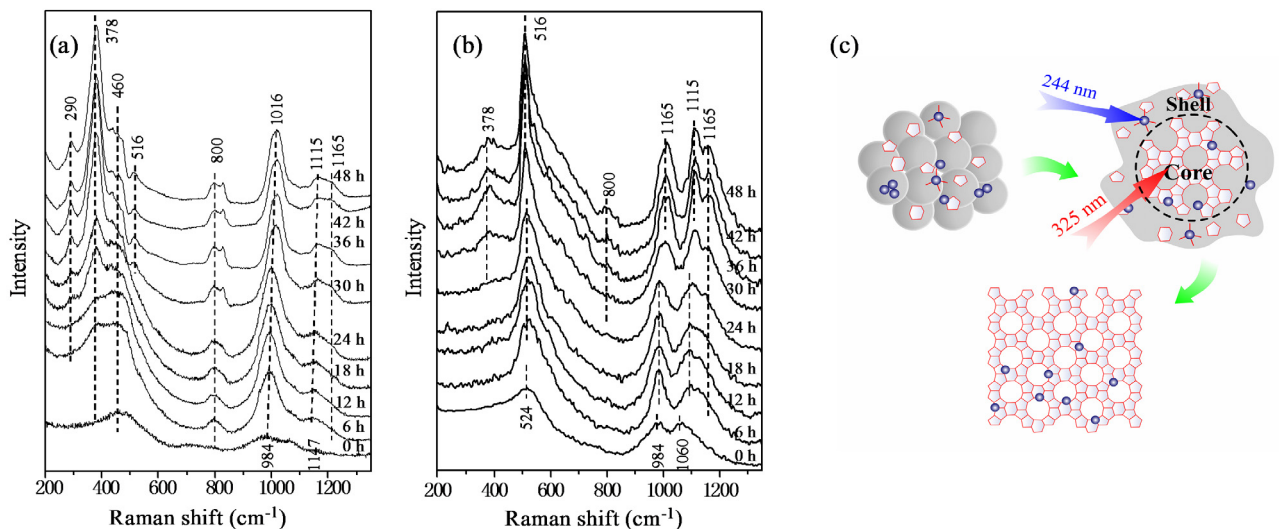 (a)
378
290
460
516
800
1016
1115
1165
48 h
42 h
36 h
30 h
24 h
18 h
12 h
6 h
0 h
984
1147
Intensity
200 400 600 800 1000 1200
Raman shift (cm⁻¹)
(b)
516
378
800
1165
1115
1165
48 h
42 h
36 h
30 h
24 h
18 h
12 h
6 h
0 h
524
984
1060
Intensity
200 400 600 800 1000 1200
Raman shift (cm⁻¹)
(c)
244 nm
Shell
Core
325 nm